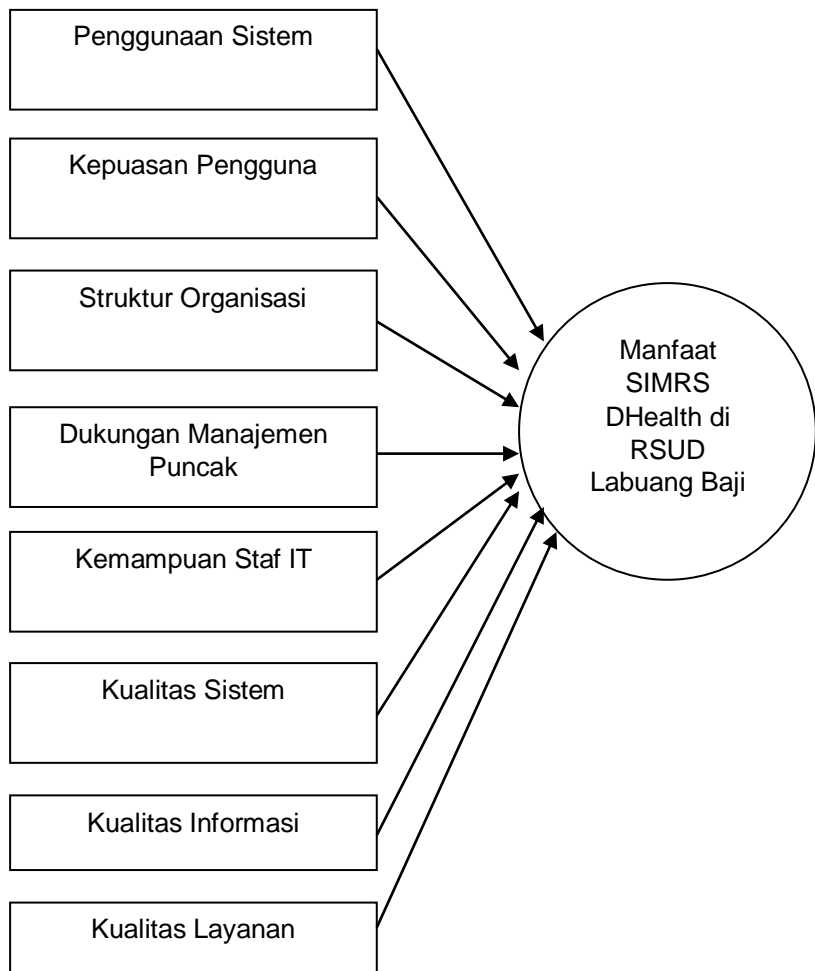 Penggunaan Sistem
Kepuasan Pengguna
Struktur Organisasi
Dukungan Manajemen
Puncak
Kemampuan Staf IT
Kualitas Sistem
Kualitas Informasi
Kualitas Layanan
Manfaat
SIMRS
DHealth di
RSUD
Labuang Baji